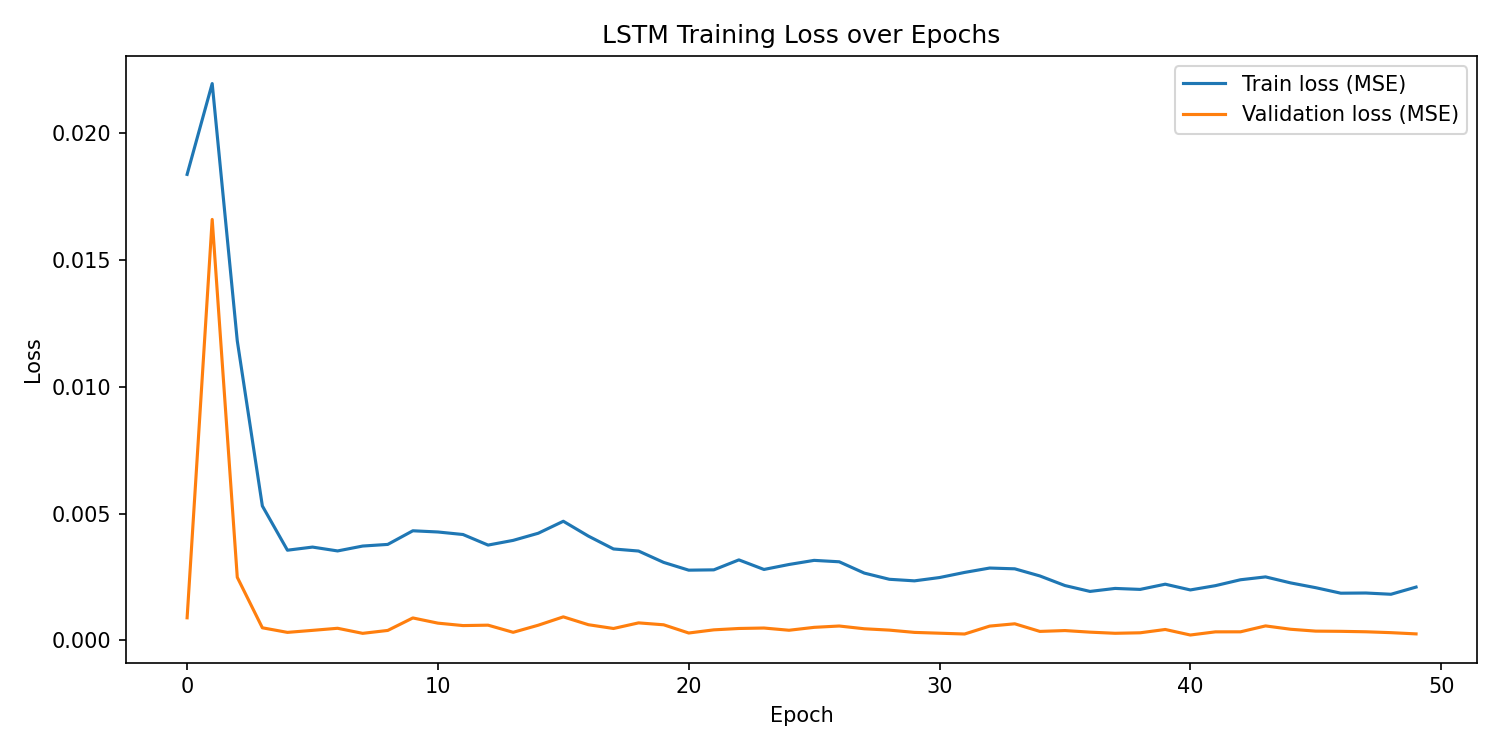 LSTM Training Loss over Epochs
Train loss (MSE)
Validation loss (MSE)
Loss
0.020
0.015
0.010
0.005
0.000
0 10 20 30 40 50
Epoch